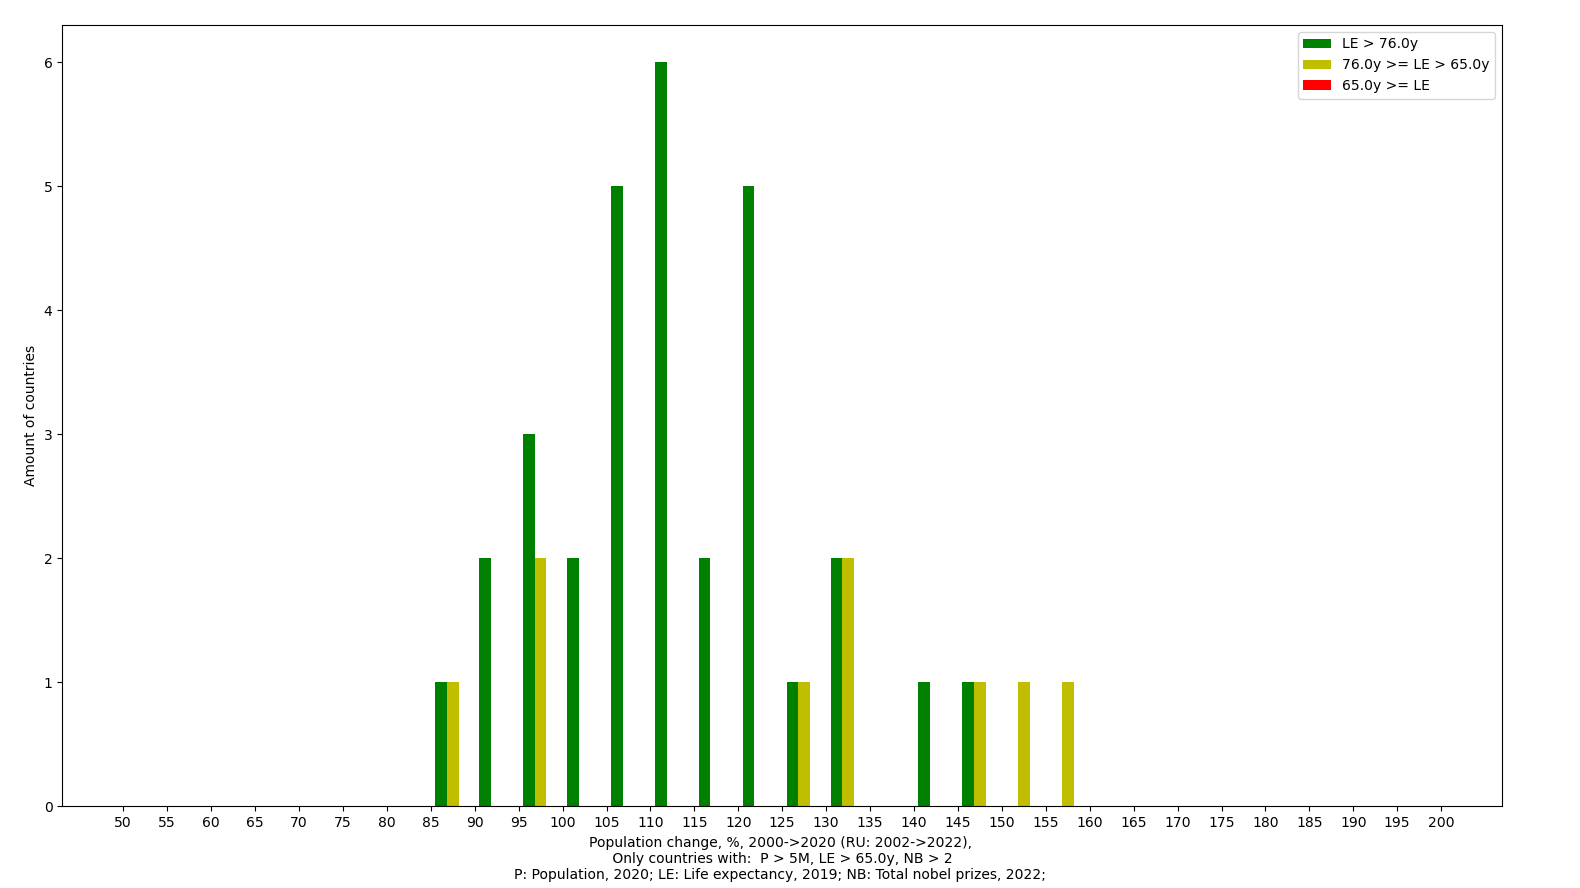 LE > 76.0y
76.0y >= LE > 65.0y
65.0y >= LE
6
5
4
3
2
1
0
Amount of countries
50 55 60 65 70 75 80 85 90 95 100 105 110 115 120 125 130 135 140 145 150 155 160 165 170 175 180 185 190 195 200
Population change, %, 2000->2020 (RU: 2002->2022),
Only countries with: P > 5M, LE > 65.0y, NB > 2
P: Population, 2020; LE: Life expectancy, 2019; NB: Total nobel prizes, 2022;